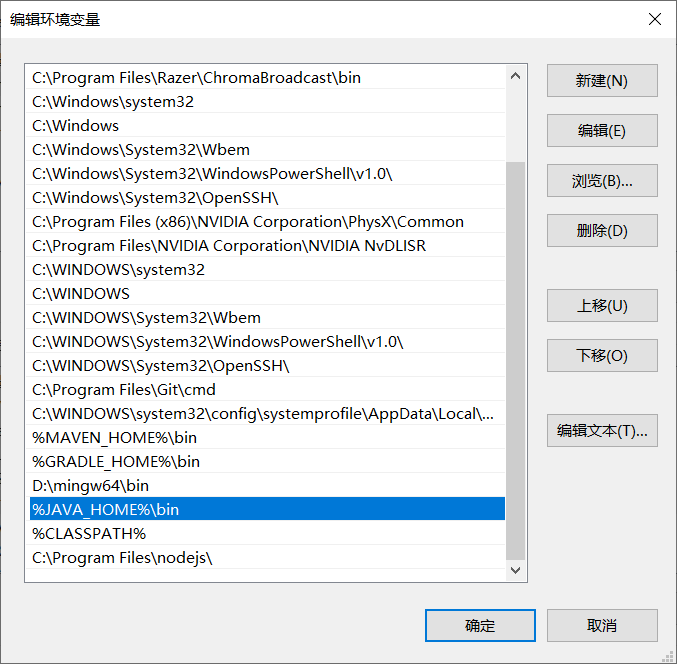 编辑环境变量
C:\Program Files\Razer\ChromaBroadcast\bin
C:\Windows\system32
C:\Windows
C:\Windows\System32\Wbem
C:\Windows\System32\WindowsPowerShell\v1.0\
C:\Windows\System32\OpenSSH\
C:\Program Files (x86)\NVIDIA Corporation\PhysX\Common
C:\Program Files\NVIDIA Corporation\NVIDIA NvDLISR
C:\WINDOWS\system32
C:\WINDOWS
C:\WINDOWS\System32\Wbem
C:\WINDOWS\System32\WindowsPowerShell\v1.0\
C:\WINDOWS\System32\OpenSSH\
C:\Program Files\Git\cmd
C:\WINDOWS\system32\config\systemprofile\AppData\Local\...
%MAVEN_HOME%\bin
%GRADLE_HOME%\bin
D:\mingw64\bin
%JAVA_HOME%\bin
%CLASSPATH%
C:\Program Files\nodejs\
新建(N)
编辑(E)
浏览(B)...
删除(D)
上移(U)
下移(O)
编辑文本(T)...
确定
取消